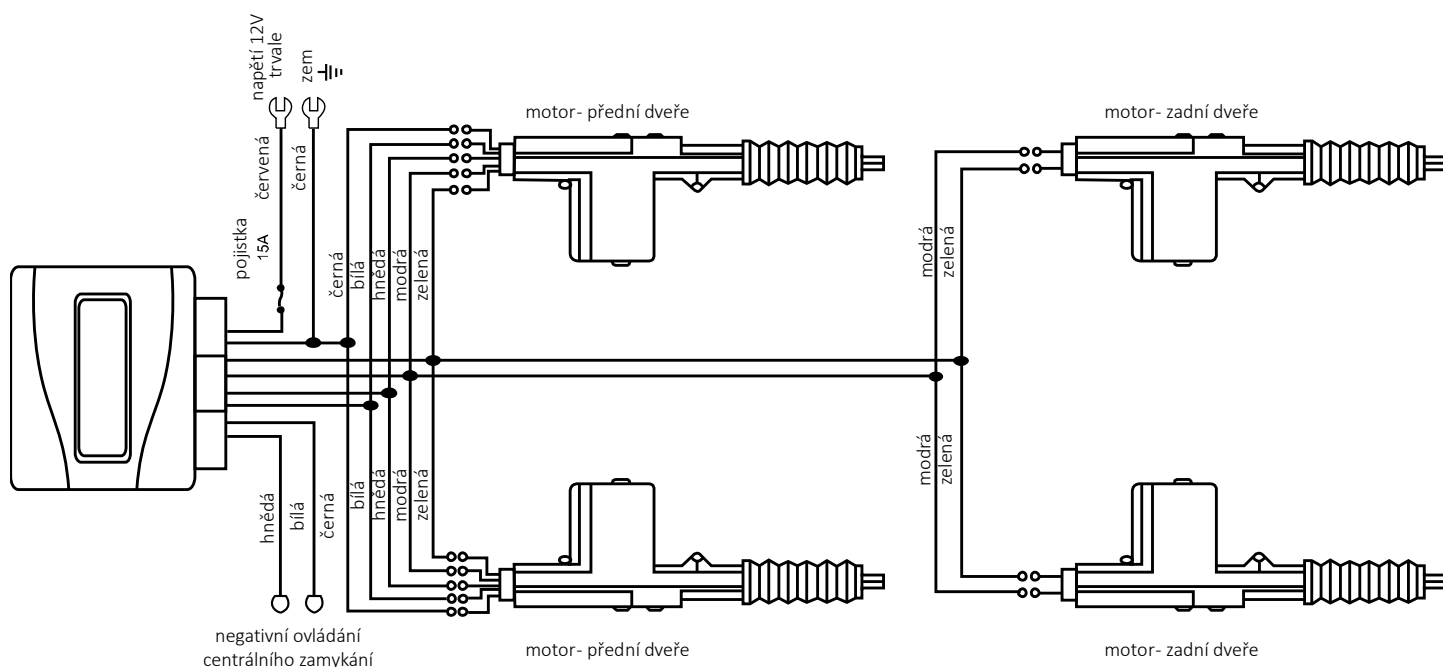 napětí 12V
trvale
zem
červená
černá
pojistka
15A
motor- přední dveře
motor- zadní dveře
černá
bílá
hnědá
modrá
zelená
modrá
zelená
hnědá
bílá
černá
bílá
hnědá
modrá
zelená
modrá
zelená
negativní ovládání
centrálního zamykání
motor- přední dveře
motor- zadní dveře